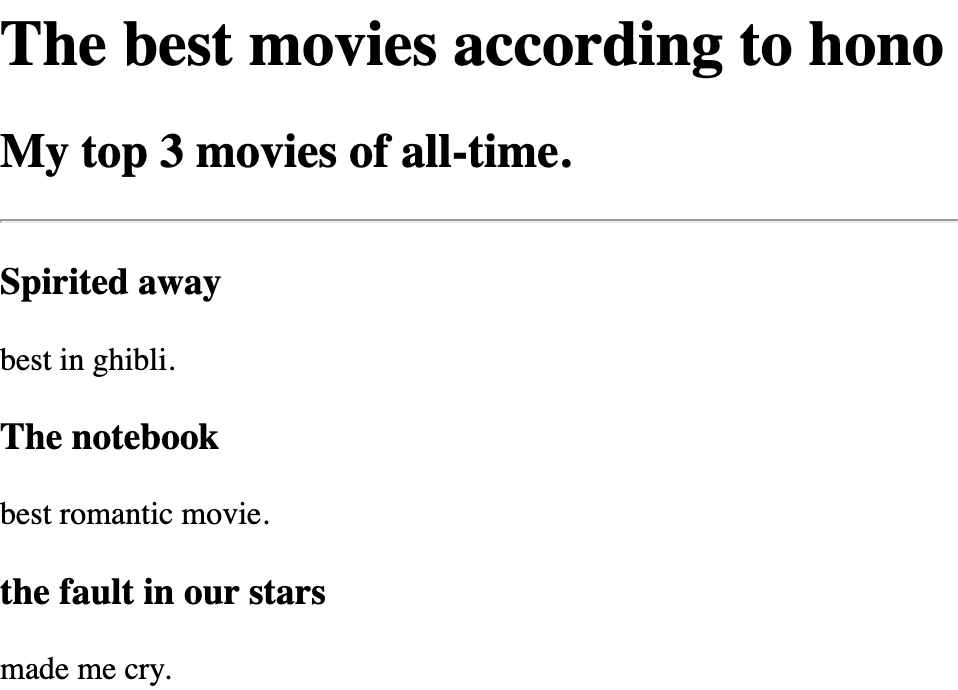 The best movies according to hono
My top 3 movies of all-time.
Spirited away
best in ghibli.
The notebook
best romantic movie.
the fault in our stars
made me cry.